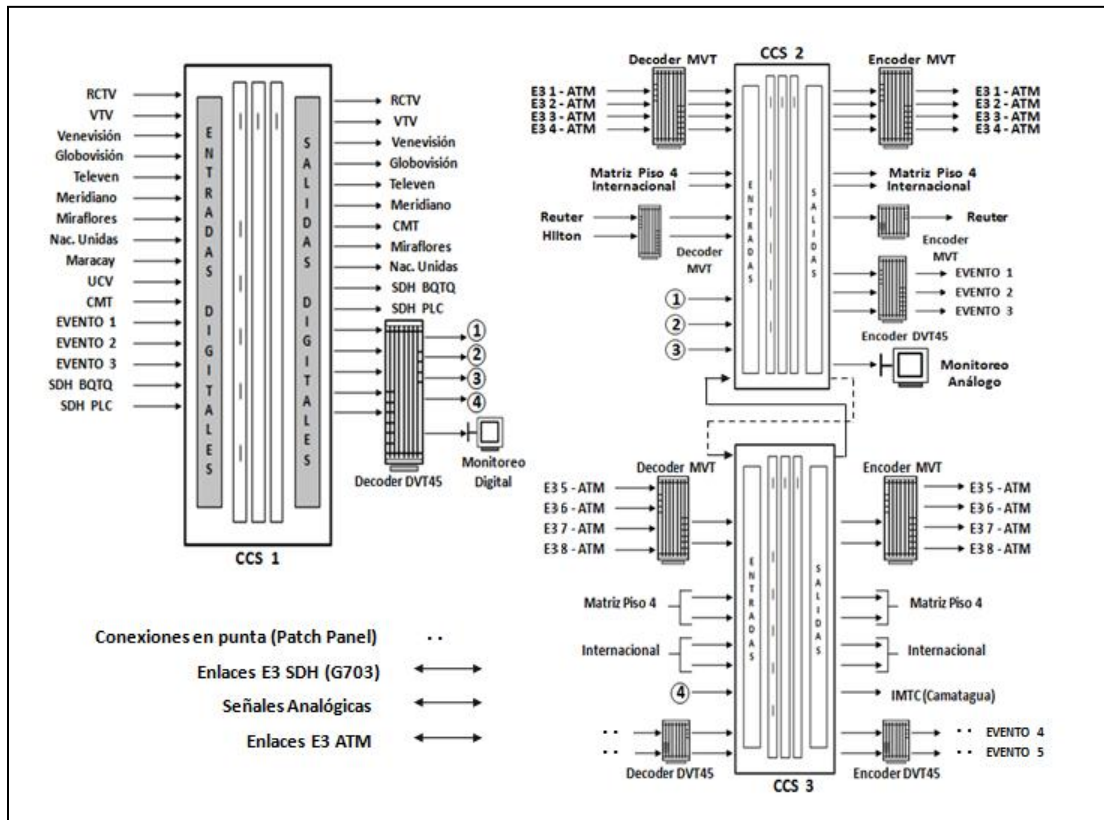 RCTV
VTV
Venevisión
Globovisión
Televen
Meridiano
Miraflores
Nac. Unidas
Maracay
UCV
CMT
EVENTO 1
EVENTO 2
EVENTO 3
SDH BQTQ
SDH PLC
ENTRADAS DIGITALES
SALIDAS DIGITALES
RCTV
VTV
Venevisión
Globovisión
Televen
Meridiano
CMT
Miraflores
Nac. Unidas
SDH BQTQ
SDH PLC
1
2
3
4
Monitoreo
Digital
Decoder DVT45
CCS 1
Conexiones en punta (Patch Panel)
Enlaces E3 SDH (G703)
Señales Analógicas
Enlaces E3 ATM
Decoder MVT
CCS 2
Encoder MVT
E3 1 - ATM
E3 2 - ATM
E3 3 - ATM
E3 4 - ATM
E3 1 - ATM
E3 2 - ATM
E3 3 - ATM
E3 4 - ATM
Matriz Piso 4
Internacional
Matriz Piso 4
Internacional
Reuter
Hilton
Decoder
MVT
ENTRADAS
SALIDAS
Reuter
Encoder
MVT
EVENTO 1
EVENTO 2
EVENTO 3
Encoder DVT45
1
2
3
Monitoreo
Análogo
Decoder MVT
Encoder MVT
E3 5 - ATM
E3 6 - ATM
E3 7 - ATM
E3 8 - ATM
E3 5 - ATM
E3 6 - ATM
E3 7 - ATM
E3 8 - ATM
ENTRADAS
SALIDAS
Matriz Piso 4
Matriz Piso 4
Internacional
Internacional
4
IMTC (Camatagua)
EVENTO 4
EVENTO 5
Decoder DVT45
Encoder DVT45
CCS 3